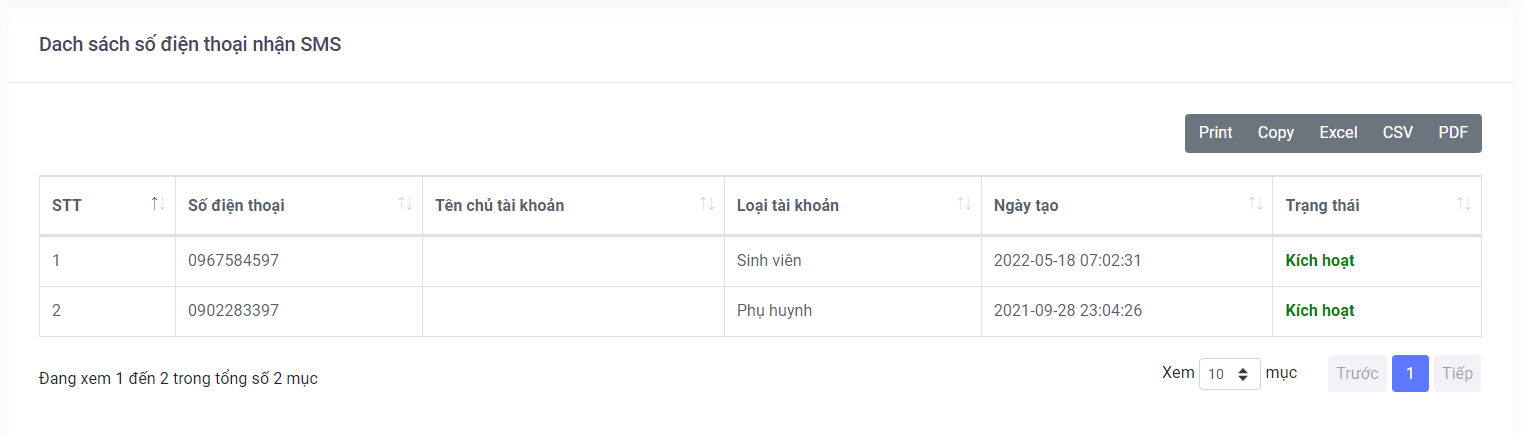 Dach sách số điện thoại nhận SMS
Print Copy Excel CSV PDF
STT Số điện thoại Tên chủ tài khoản Loại tài khoản Ngày tạo Trạng thái
1 0967584597 Sinh viên 2022-05-18 07:02:31 Kích hoạt
2 0902283397 Phụ huynh 2021-09-28 23:04:26 Kích hoạt
Đang xem 1 đến 2 trong tổng số 2 mục Xem 10 mục Trước 1 Tiếp